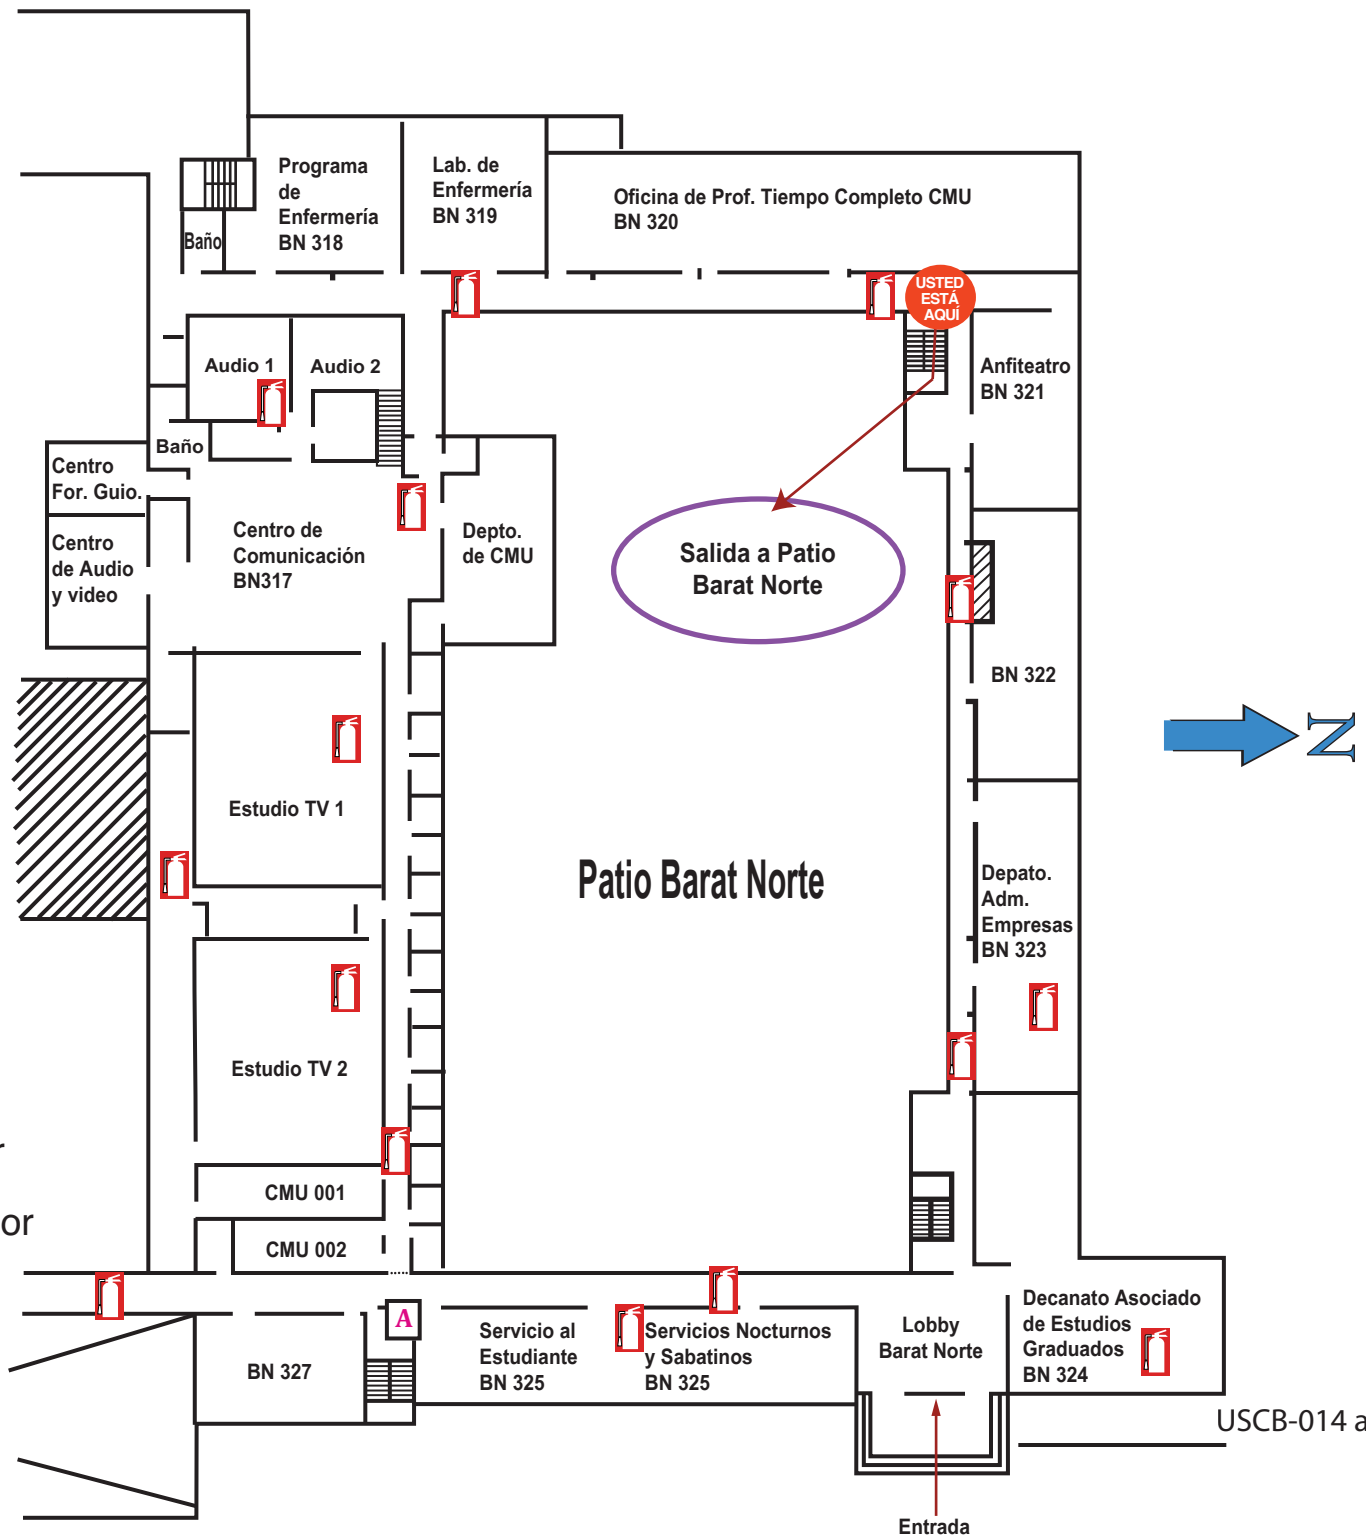 Programa
de
Enfermería
BN 318
Lab. de
Enfermería
BN 319
Oficina de Prof. Tiempo Completo CMU
BN 320
Baño
USTED
ESTÁ
AQUÍ
Audio 1
Audio 2
Anfiteatro
BN 321
Baño
Centro
For. Guio.
Centro
de Audio
y video
Centro de
Comunicación
BN317
Depto.
de CMU
Salida a Patio
Barat Norte
BN 322
N
Estudio TV 1
Patio Barat Norte
Depato.
Adm.
Empresas
BN 323
Estudio TV 2
CMU 001
or
CMU 002
A
Servicio al
Estudiante
BN 325
Servicios Nocturnos
y Sabatinos
BN 325
Lobby
Barat Norte
Decanato Asociado
de Estudios
Graduados
BN 324
BN 327
USCB-014 a
Entrada